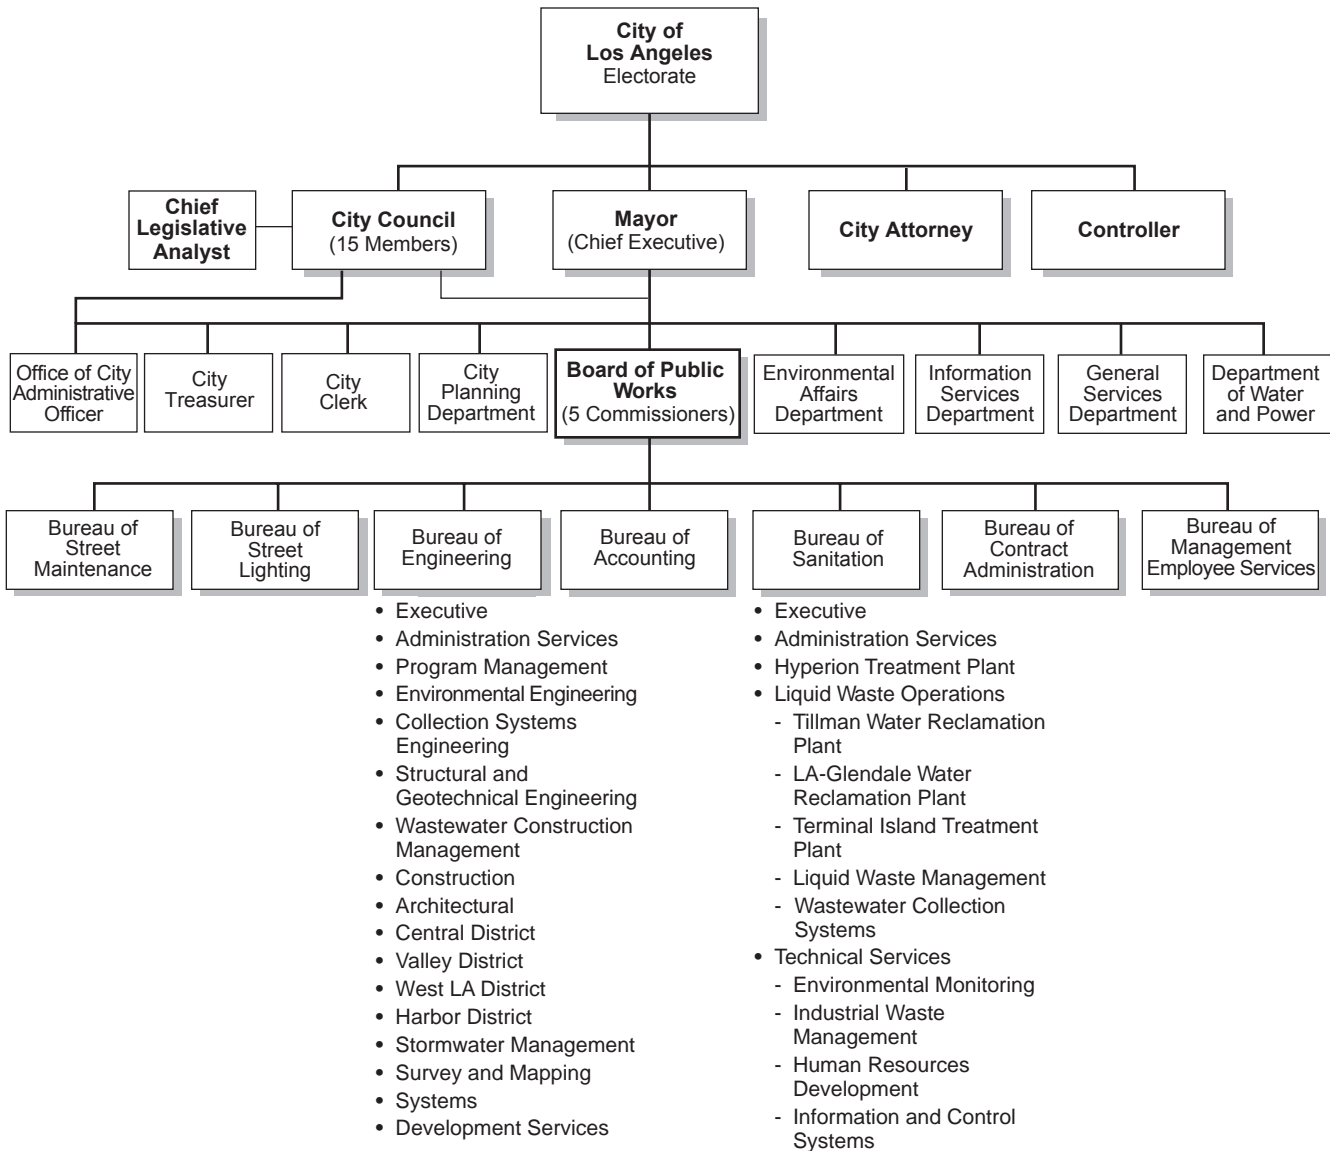 City of
Los Angeles
Electorate
Chief
Legislative
Analyst
City Council
(15 Members)
Mayor
(Chief Executive)
City Attorney
Controller
Office of City
Administrative
Officer
City
Treasurer
City
Clerk
City
Planning
Department
Board of Public
Works
(5 Commissioners)
Environmental
Affairs
Department
Information
Services
Department
General
Services
Department
Department
of Water
and Power
Bureau of
Street
Maintenance
Bureau of
Street
Lighting
Bureau of
Engineering
Bureau of
Accounting
Bureau of
Sanitation
Bureau of
Contract
Administration
Bureau of
Management
Employee Services
• Executive
• Administration Services
• Program Management
• Environmental Engineering
• Collection Systems
Engineering
• Structural and
Geotechnical Engineering
• Wastewater Construction
Management
• Construction
• Architectural
• Central District
• Valley District
• West LA District
• Harbor District
• Stormwater Management
• Survey and Mapping
• Systems
• Development Services
• Executive
• Administration Services
• Hyperion Treatment Plant
• Liquid Waste Operations
- Tillman Water Reclamation
Plant
- LA-Glendale Water
Reclamation Plant
- Terminal Island Treatment
Plant
- Liquid Waste Management
- Wastewater Collection
Systems
• Technical Services
- Environmental Monitoring
- Industrial Waste
Management
- Human Resources
Development
- Information and Control
Systems